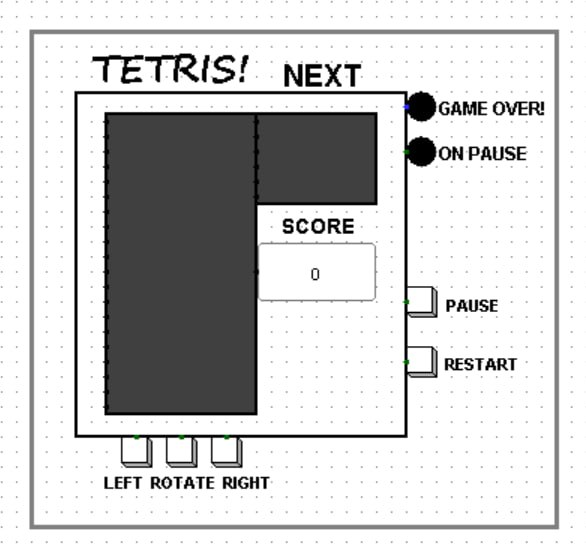 TETRIS!
NEXT
GAME OVER!
ON PAUSE
SCORE
0
PAUSE
RESTART
LEFT ROTATE RIGHT